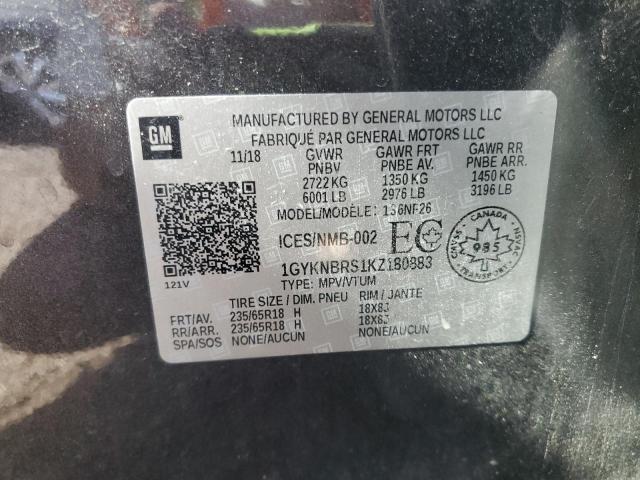 GM
MANUFACTURED BY GENERAL MOTORS LLC
FABRIQUÉ PAR GENERAL MOTORS LLC
11/18 GVWR GAWR FRT GAWR RR
PNBV PNBE AV. PNBE ARR.
2722 KG 1350 KG 1450 KG
6001 LB 2976 LB 3196 LB
MODEL/MODÈLE: 136NF26
ICES/NMB-002 EC
CANADA
CMVSS 985 NSVAC
1GYKNBRS1KZ180883
121V
TYPE: MPV/VTUM
TIRE SIZE / DIM. PNEU RIM / JANTE
FRT/AV. 235/65R18 H 18X8J
RR/ARR. 235/65R18 H 18X8J
SPA/SOS NONE/AUCUN NONE/AUCUN